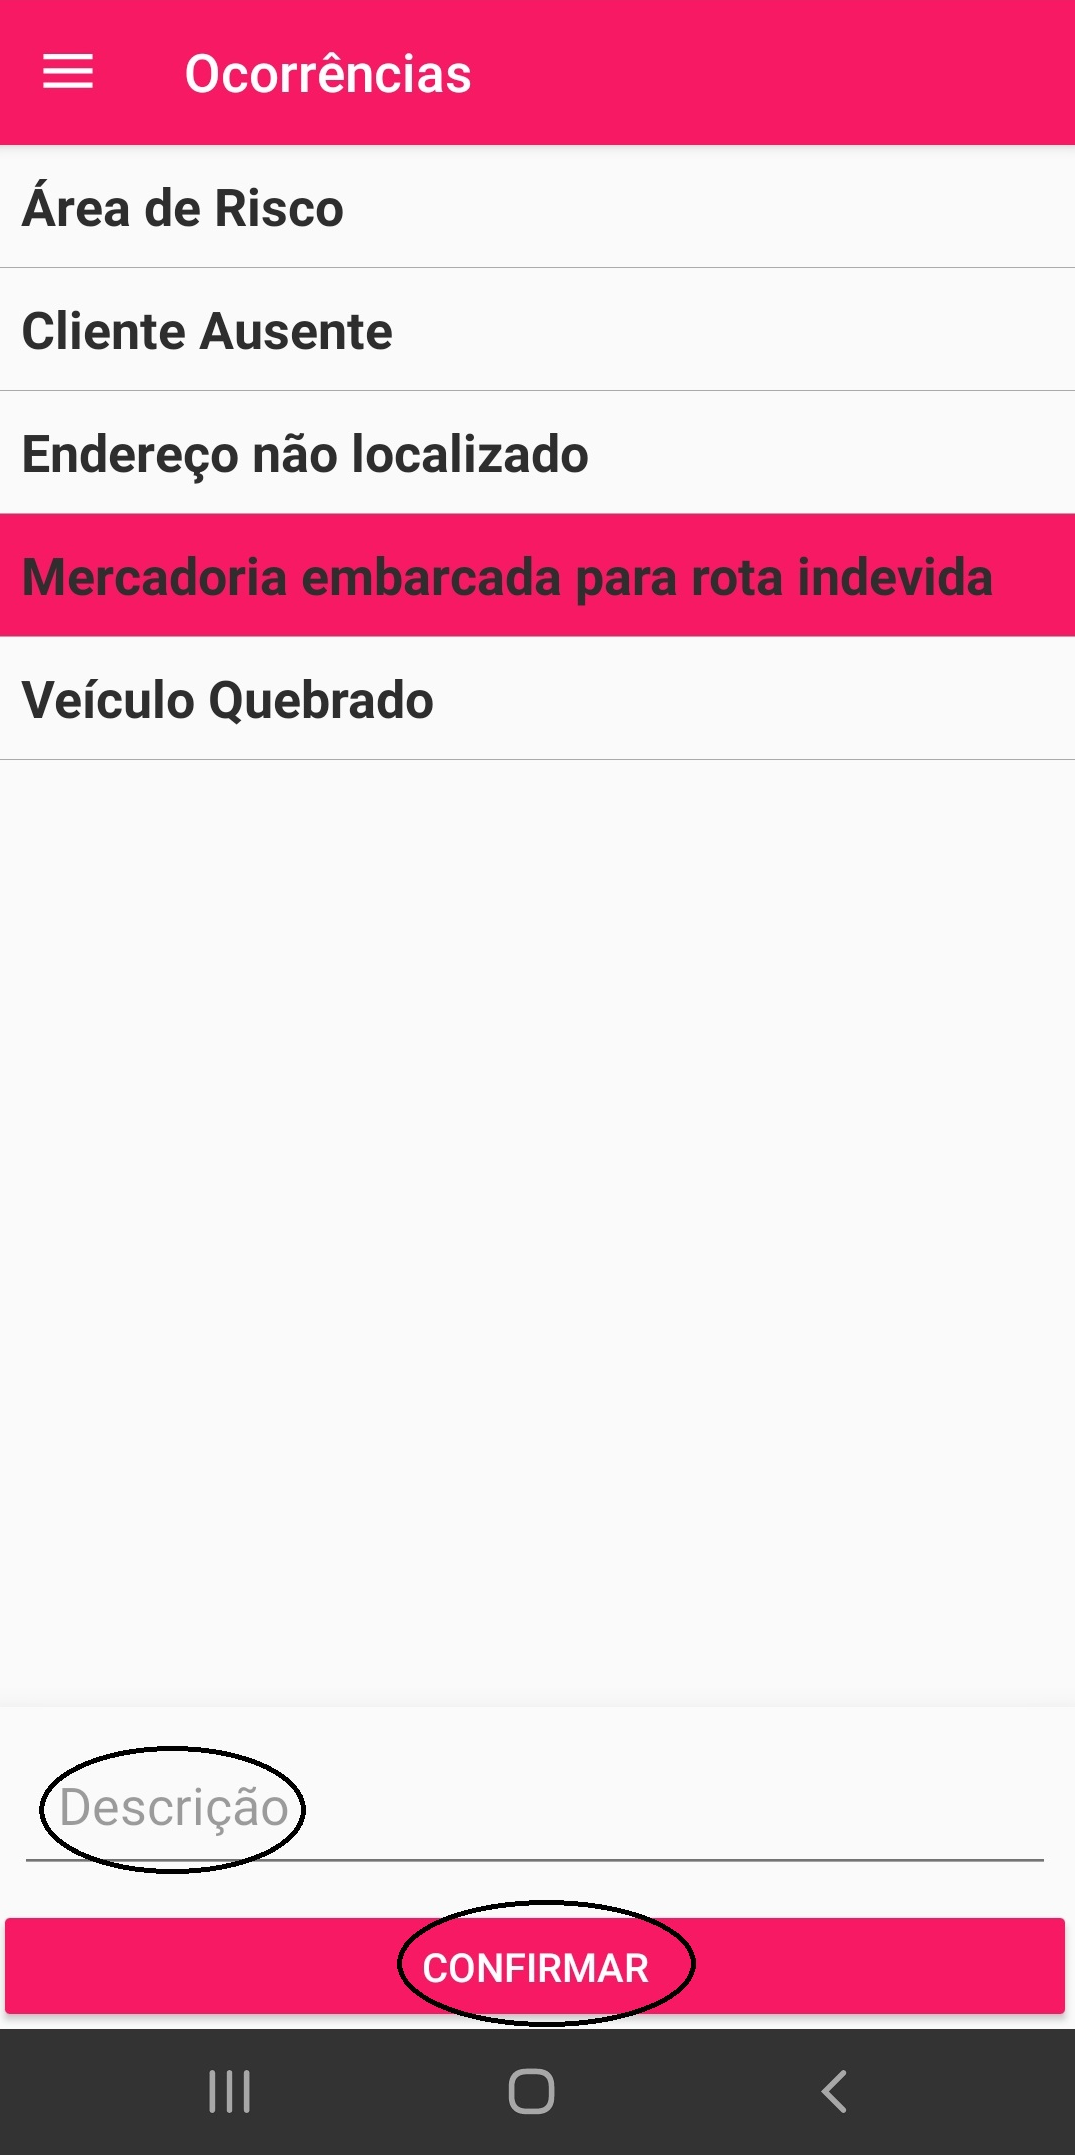 Ocorrências
Área de Risco
Cliente Ausente
Endereço não localizado
Mercadoria embarcada para rota indevida
Veículo Quebrado
Descrição
CONFIRMAR